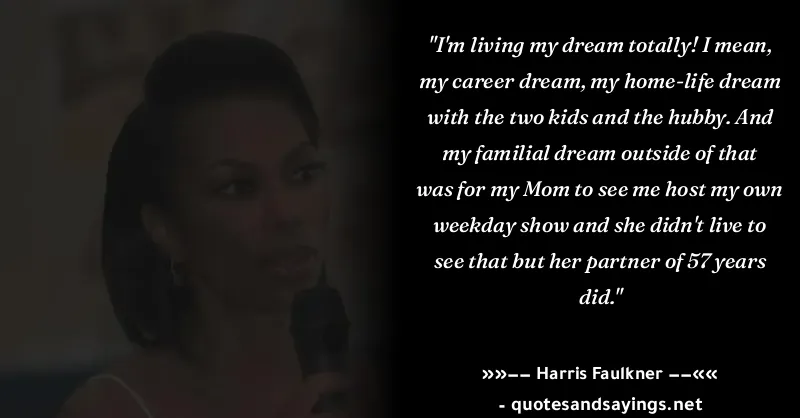 "I'm living my dream totally! I mean,
my career dream, my home-life dream
with the two kids and the hubby. And
my familial dream outside of that
was for my Mom to see me host my own
weekday show and she didn't live to
see that but her partner of 57 years
did."
»»–– Harris Faulkner ––««
- quotesandsayings.net